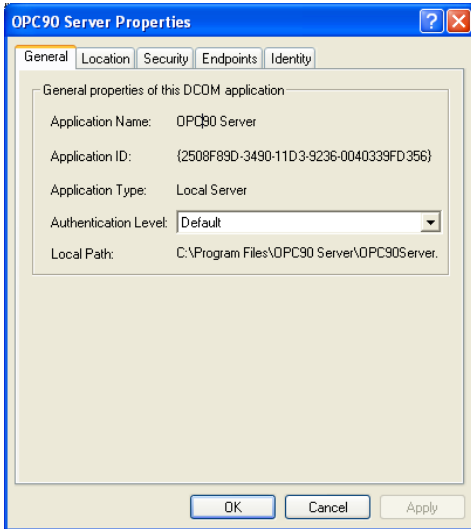 OPC90 Server Properties
General Location Security Endpoints Identity
General properties of this DCOM application
Application Name: OPC90 Server
Application ID: {2508F89D-3490-11D3-9236-0040339FD356}
Application Type: Local Server
Authentication Level: Default
Local Path: C:\Program Files\OPC90 Server\OPC90Server.
OK Cancel Apply